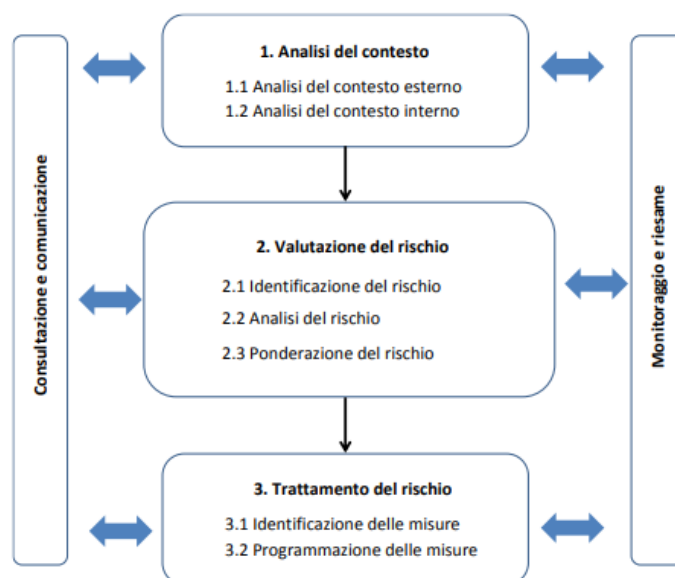 Consultazione e comunicazione
1. Analisi del contesto
1.1 Analisi del contesto esterno
1.2 Analisi del contesto interno
2. Valutazione del rischio
2.1 Identificazione del rischio
2.2 Analisi del rischio
2.3 Ponderazione del rischio
3. Trattamento del rischio
3.1 Identificazione delle misure
3.2 Programmazione delle misure
Monitoraggio e riesame